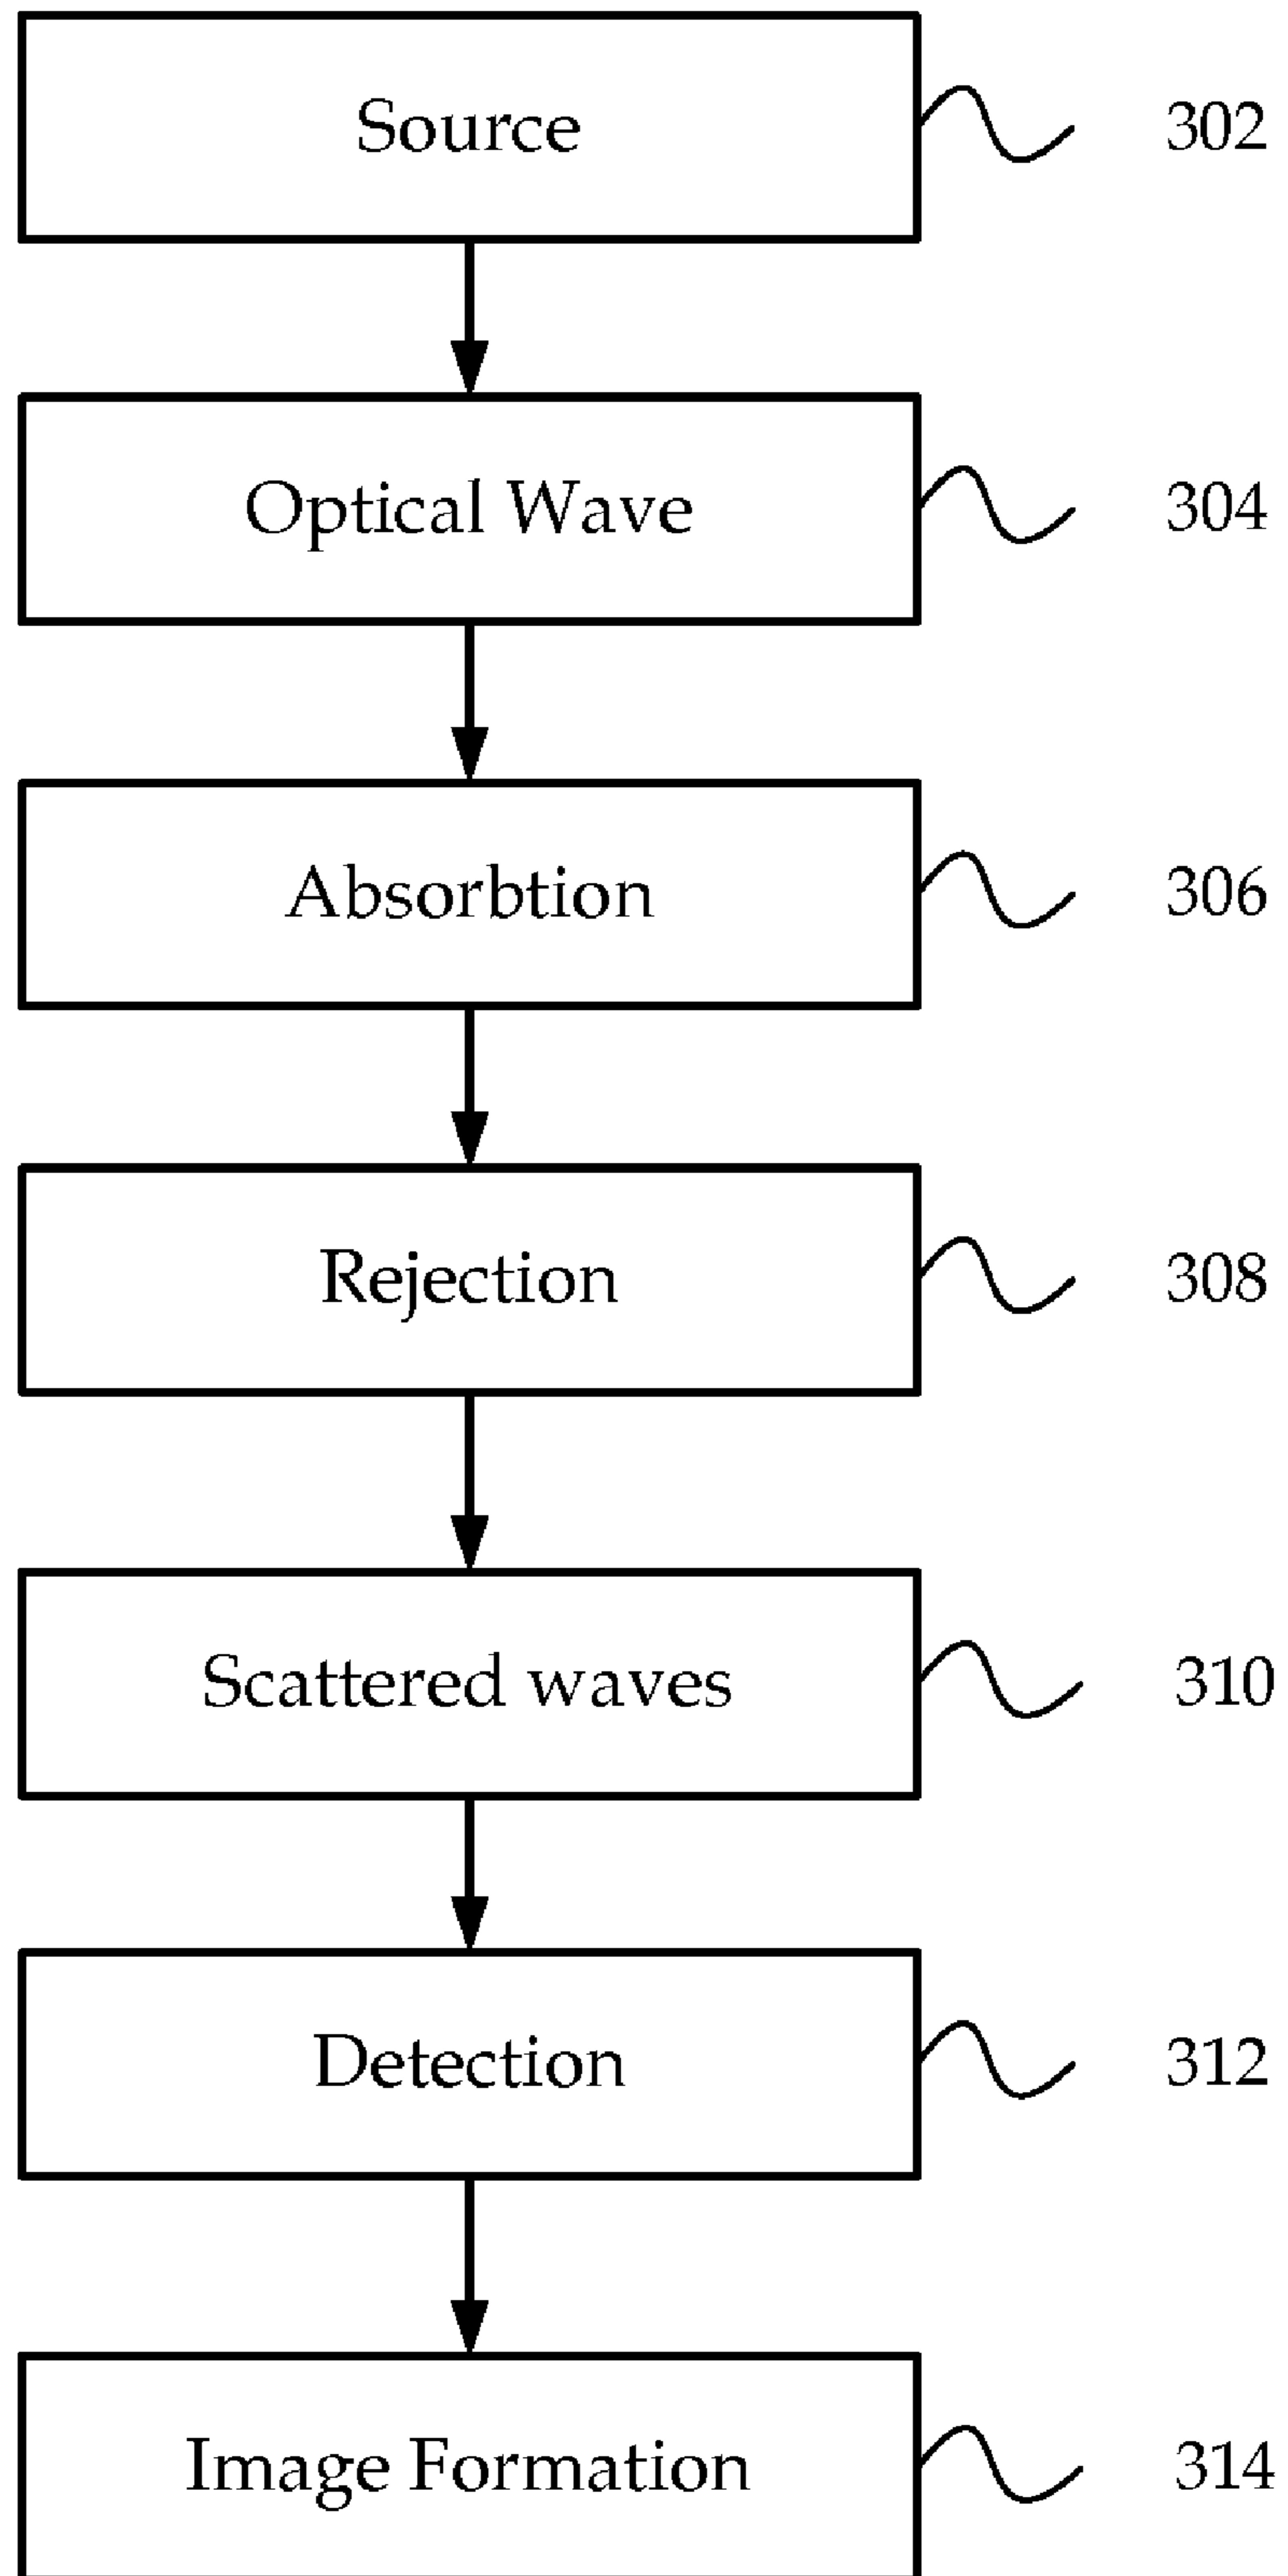 Source 302
Optical Wave 304
Absorbtion 306
Rejection 308
Scattered waves 310
Detection 312
Image Formation 314